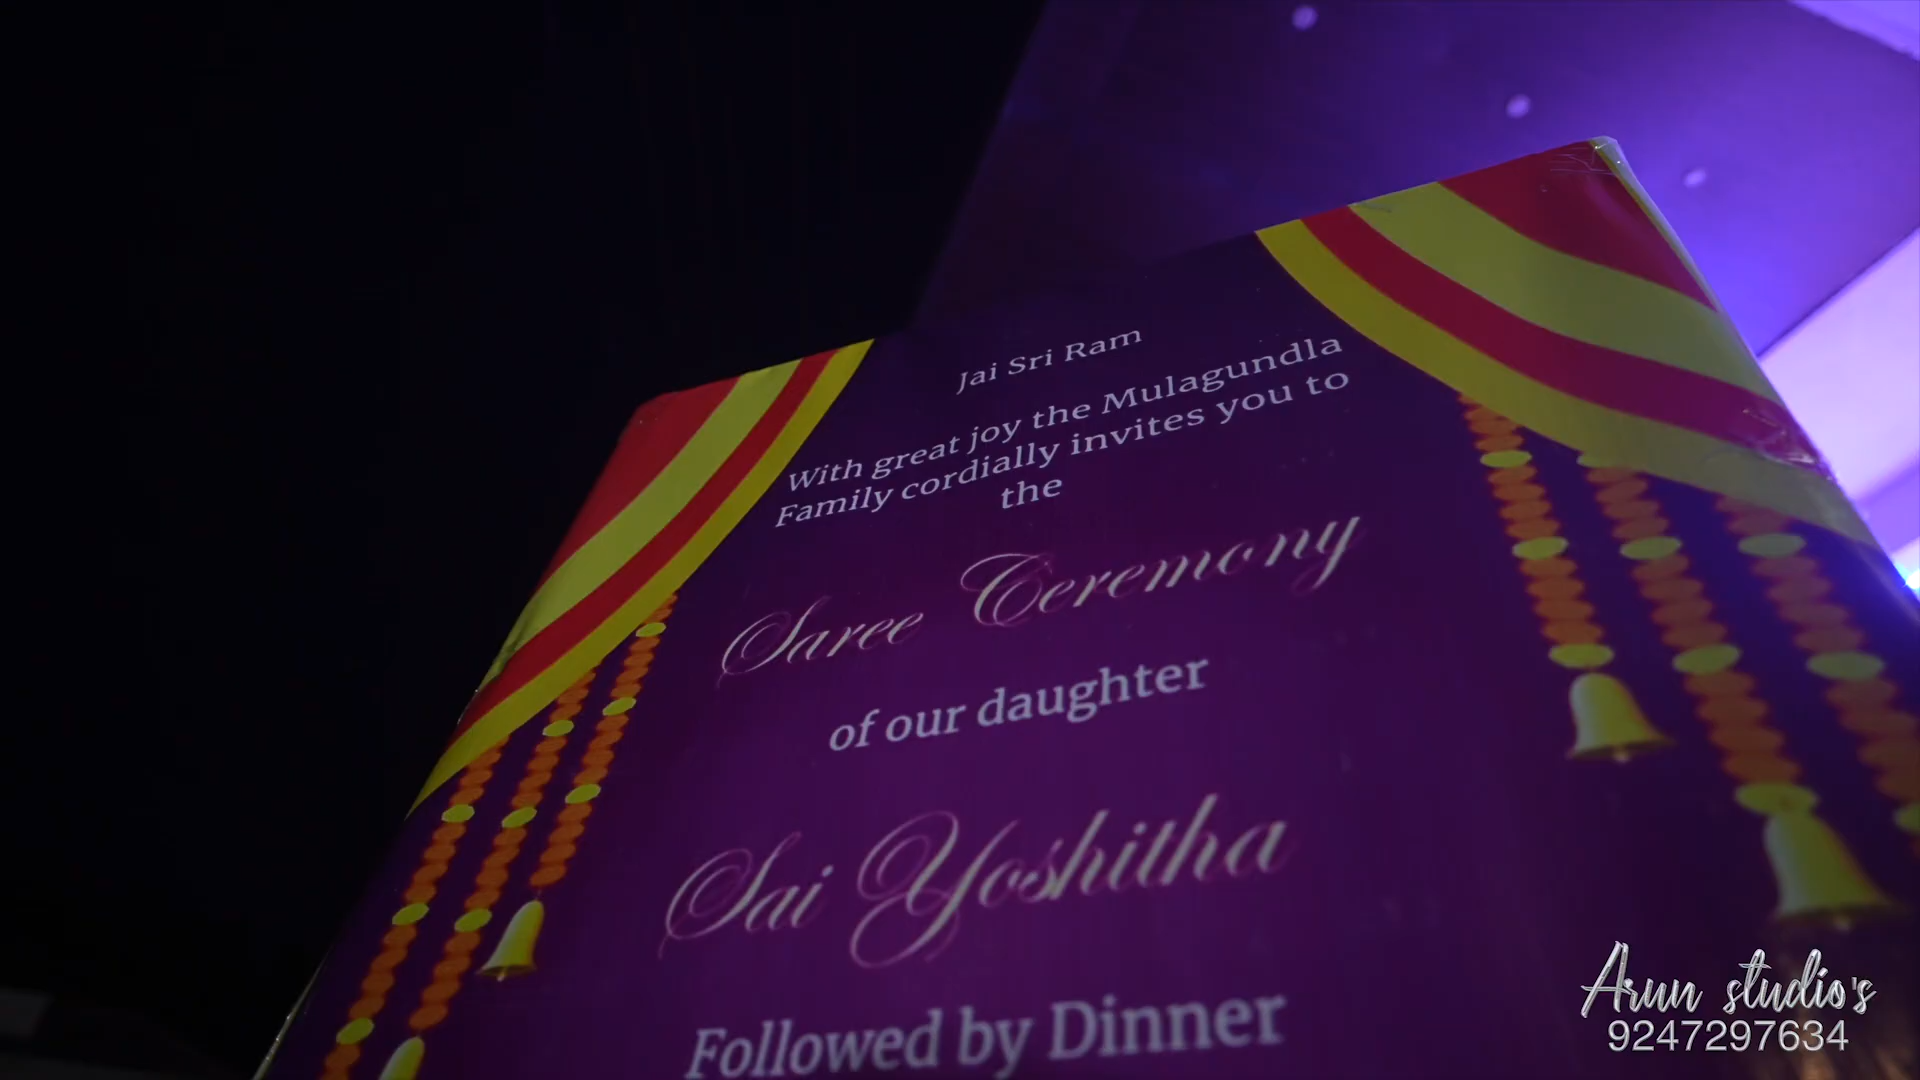 Jai Sri Ram
With great joy the Mulagundla
Family cordially invites you to
the
Saree Ceremony
of our daughter
Sai Yoshitha
Followed by Dinner
Arun studio's
9247297634